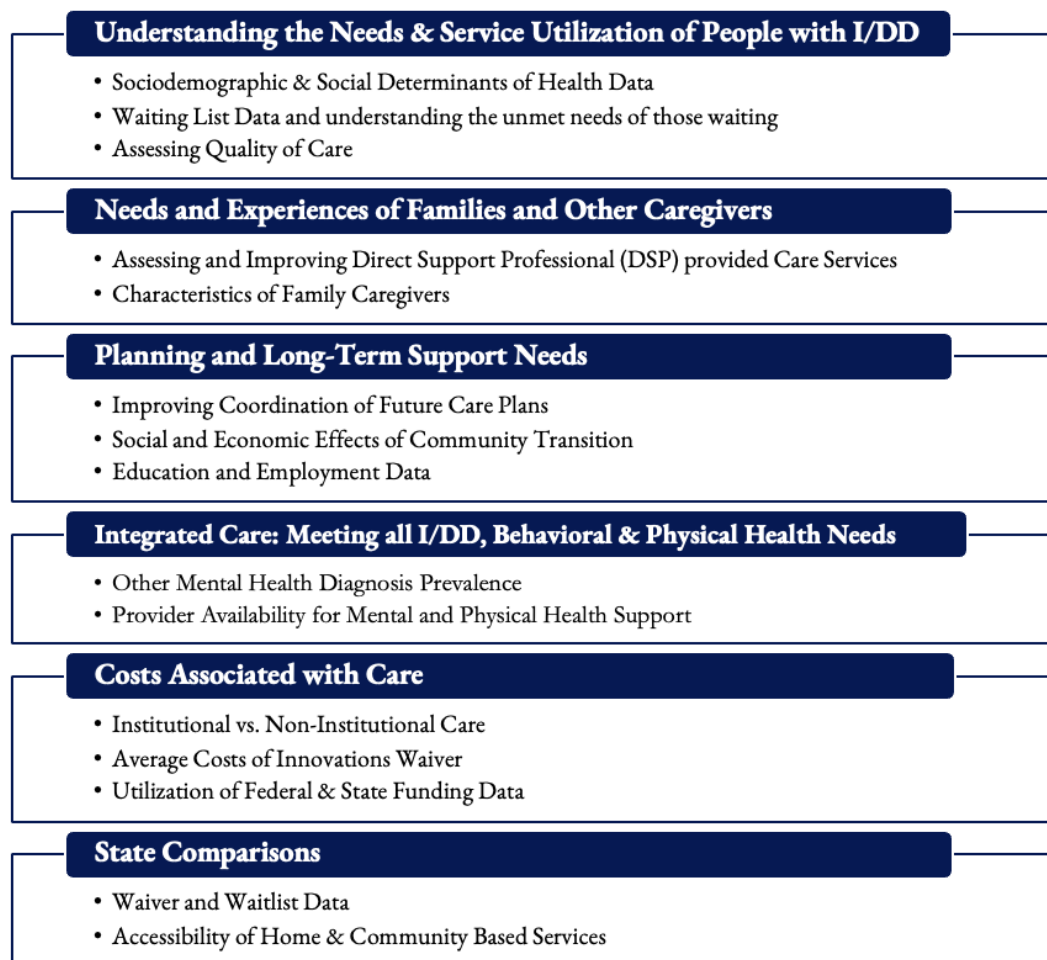 Understanding the Needs & Service Utilization of People with I/DD
• Sociodemographic & Social Determinants of Health Data
• Waiting List Data and understanding the unmet needs of those waiting
• Assessing Quality of Care
Needs and Experiences of Families and Other Caregivers
• Assessing and Improving Direct Support Professional (DSP) provided Care Services
• Characteristics of Family Caregivers
Planning and Long-Term Support Needs
• Improving Coordination of Future Care Plans
• Social and Economic Effects of Community Transition
• Education and Employment Data
Integrated Care: Meeting all I/DD, Behavioral & Physical Health Needs
• Other Mental Health Diagnosis Prevalence
• Provider Availability for Mental and Physical Health Support
Costs Associated with Care
• Institutional vs. Non-Institutional Care
• Average Costs of Innovations Waiver
• Utilization of Federal & State Funding Data
State Comparisons
• Waiver and Waitlist Data
• Accessibility of Home & Community Based Services